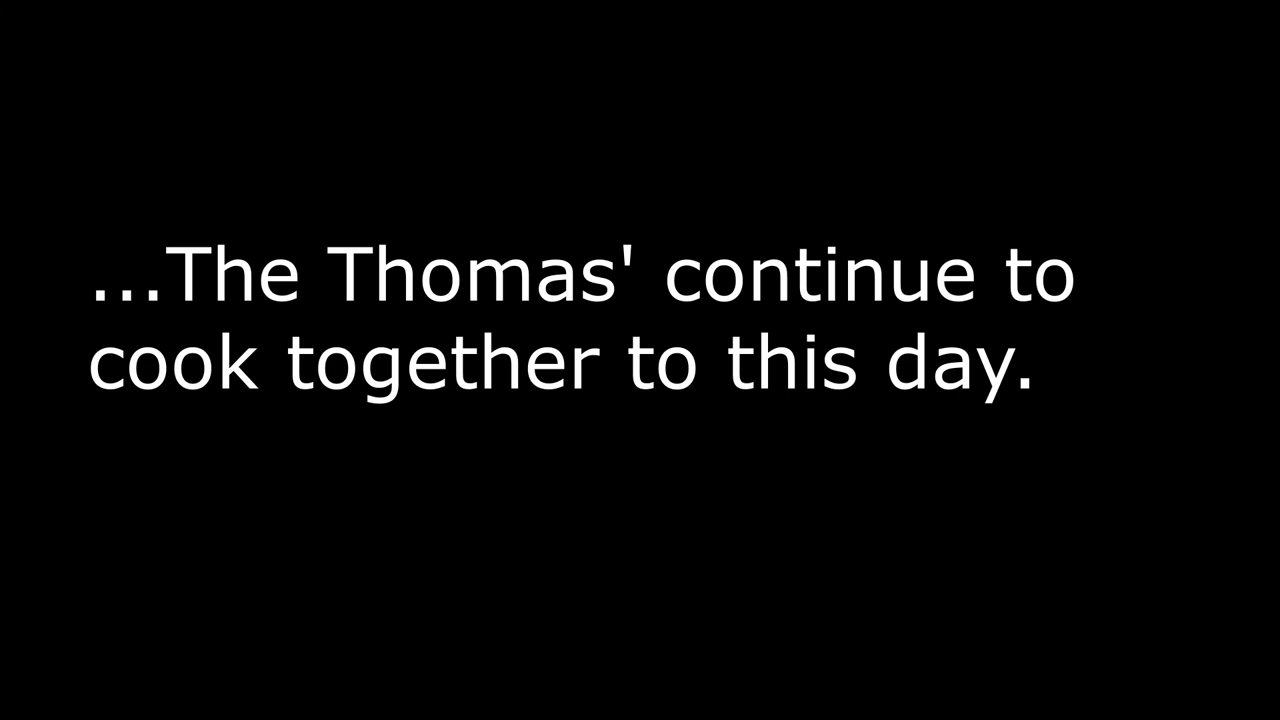 ...The Thomas' continue to
cook together to this day.